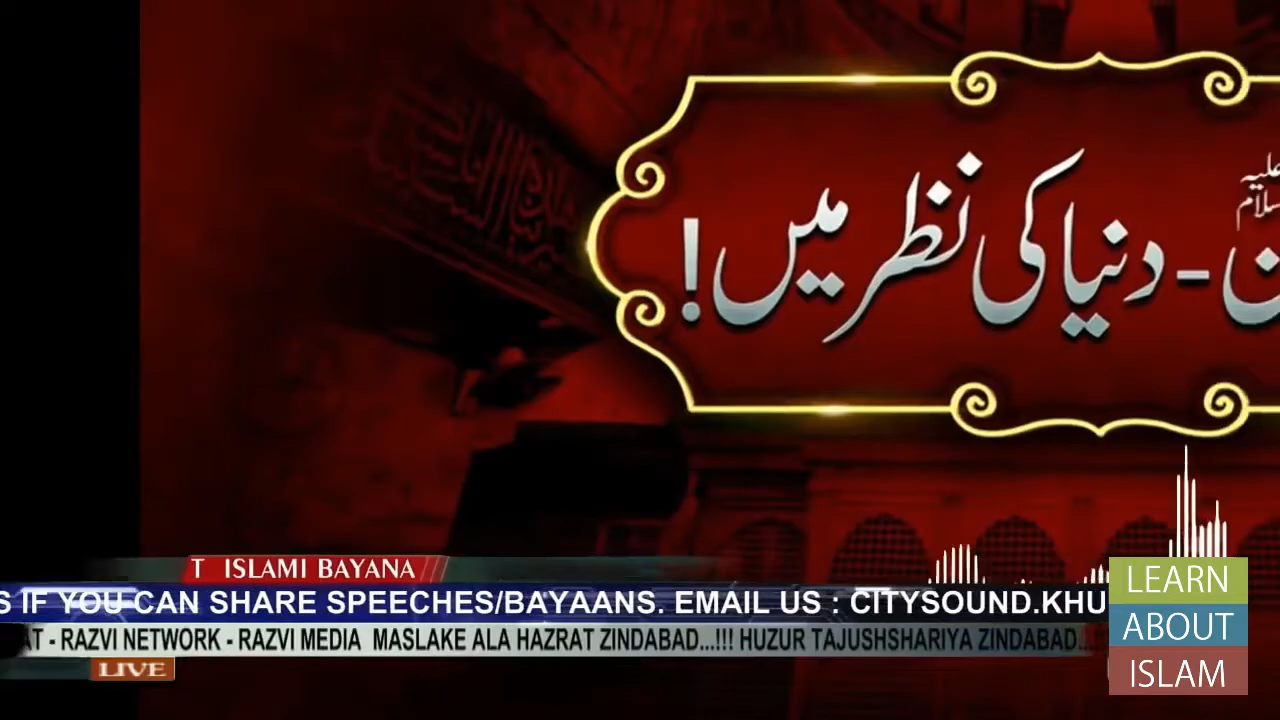 علیہ
السلام
- دنیا کی نظر میں!
T ISLAMI BAYANA
S IF YOU CAN SHARE SPEECHES/BAYAANS. EMAIL US : CITYSOUND.KHU
AT - RAZVI NETWORK - RAZVI MEDIA MASLAKE ALA HAZRAT ZINDABAD...!!! HUZUR TAJUSHSHARIYA ZINDABAD...
LIVE
LEARN
ABOUT
ISLAM